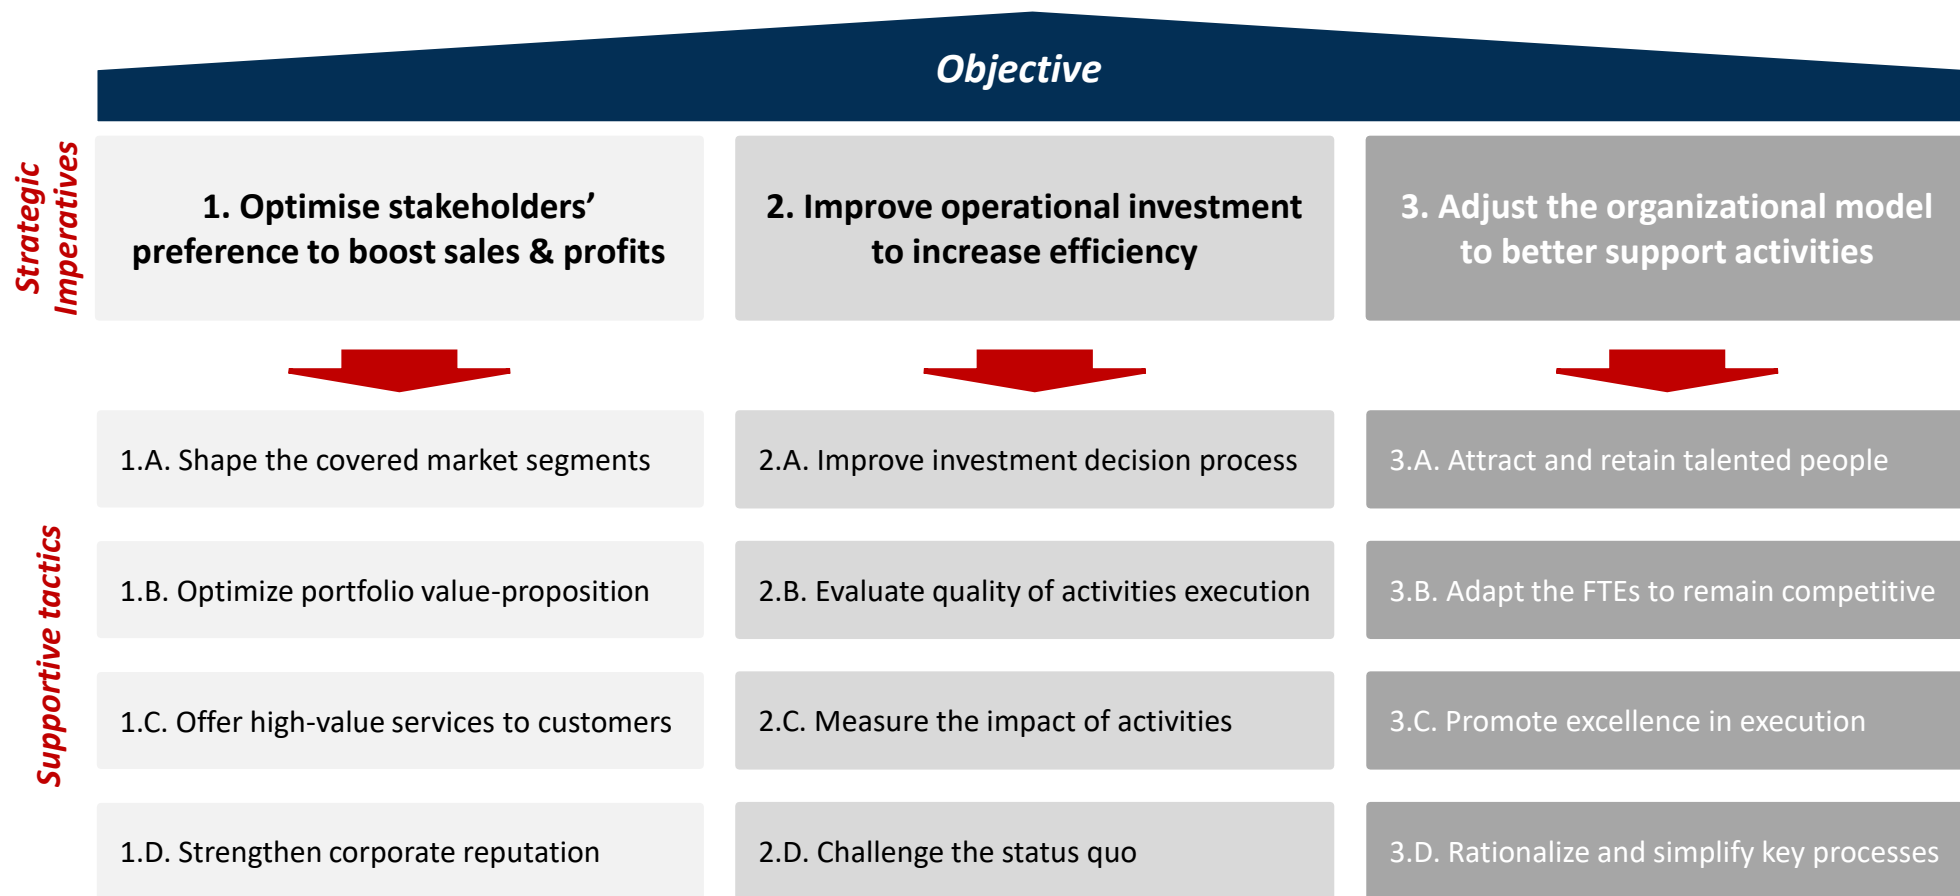 Objective
Strategic
Imperatives
1. Optimise stakeholders’
preference to boost sales & profits
2. Improve operational investment
to increase efficiency
3. Adjust the organizational model
to better support activities
Supportive tactics
1.A. Shape the covered market segments
2.A. Improve investment decision process
3.A. Attract and retain talented people
1.B. Optimize portfolio value-proposition
2.B. Evaluate quality of activities execution
3.B. Adapt the FTEs to remain competitive
1.C. Offer high-value services to customers
2.C. Measure the impact of activities
3.C. Promote excellence in execution
1.D. Strengthen corporate reputation
2.D. Challenge the status quo
3.D. Rationalize and simplify key processes